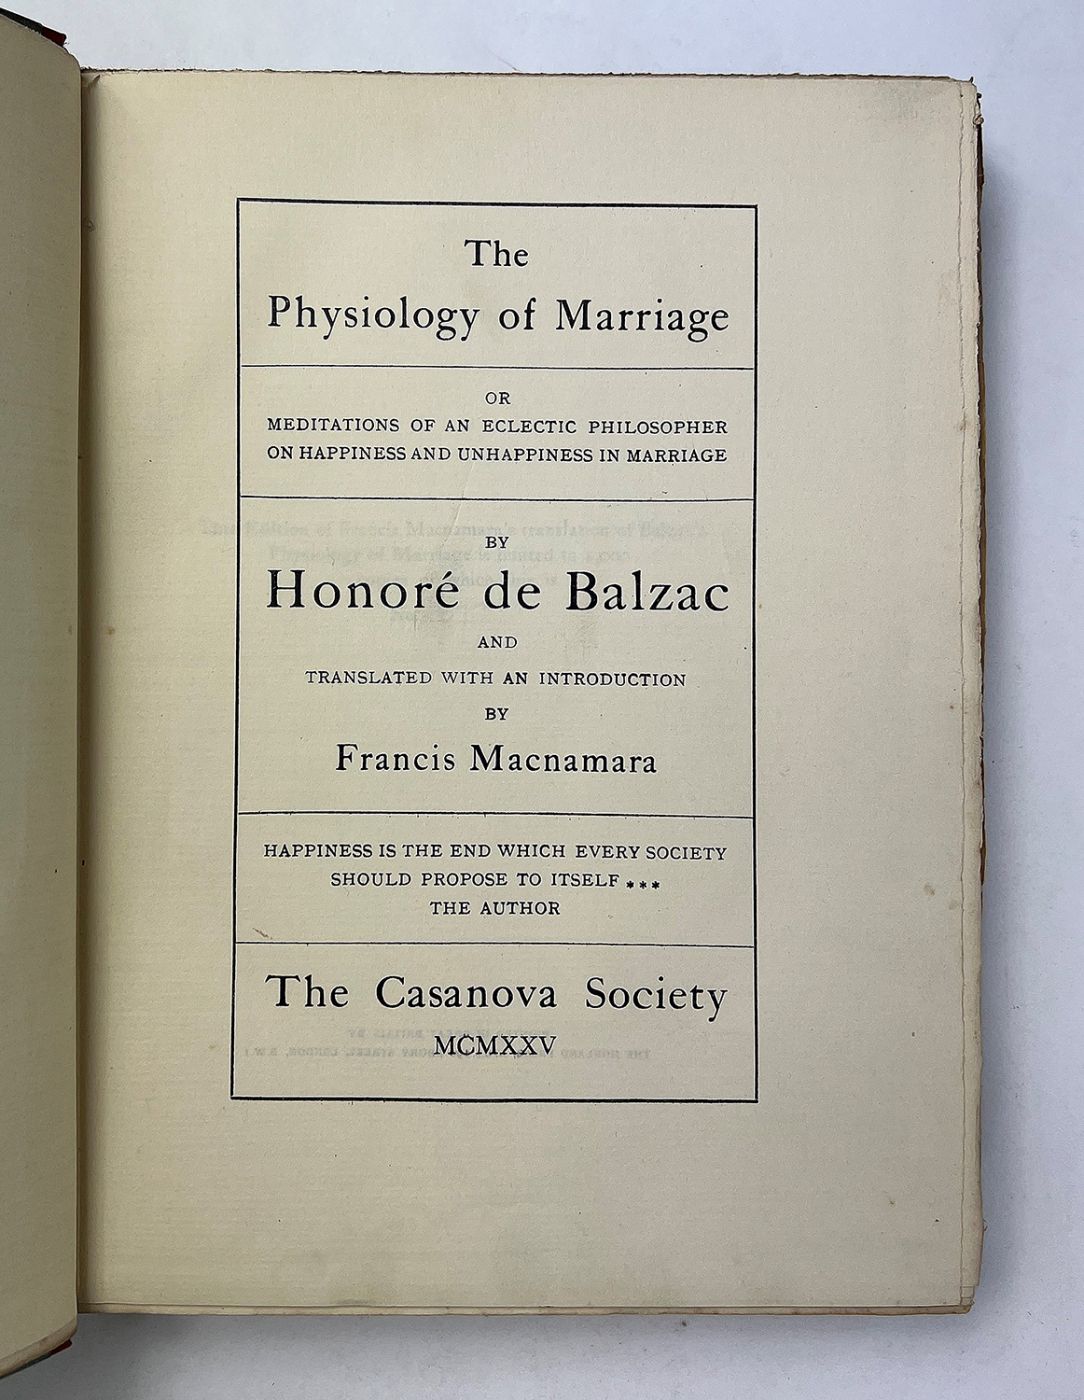 The
Physiology of Marriage
OR
MEDITATIONS OF AN ECLECTIC PHILOSOPHER
ON HAPPINESS AND UNHAPPINESS IN MARRIAGE
BY
Honoré de Balzac
AND
TRANSLATED WITH AN INTRODUCTION
BY
Francis Macnamara
HAPPINESS IS THE END WHICH EVERY SOCIETY
SHOULD PROPOSE TO ITSELF ***
THE AUTHOR
The Casanova Society
MCMXXV